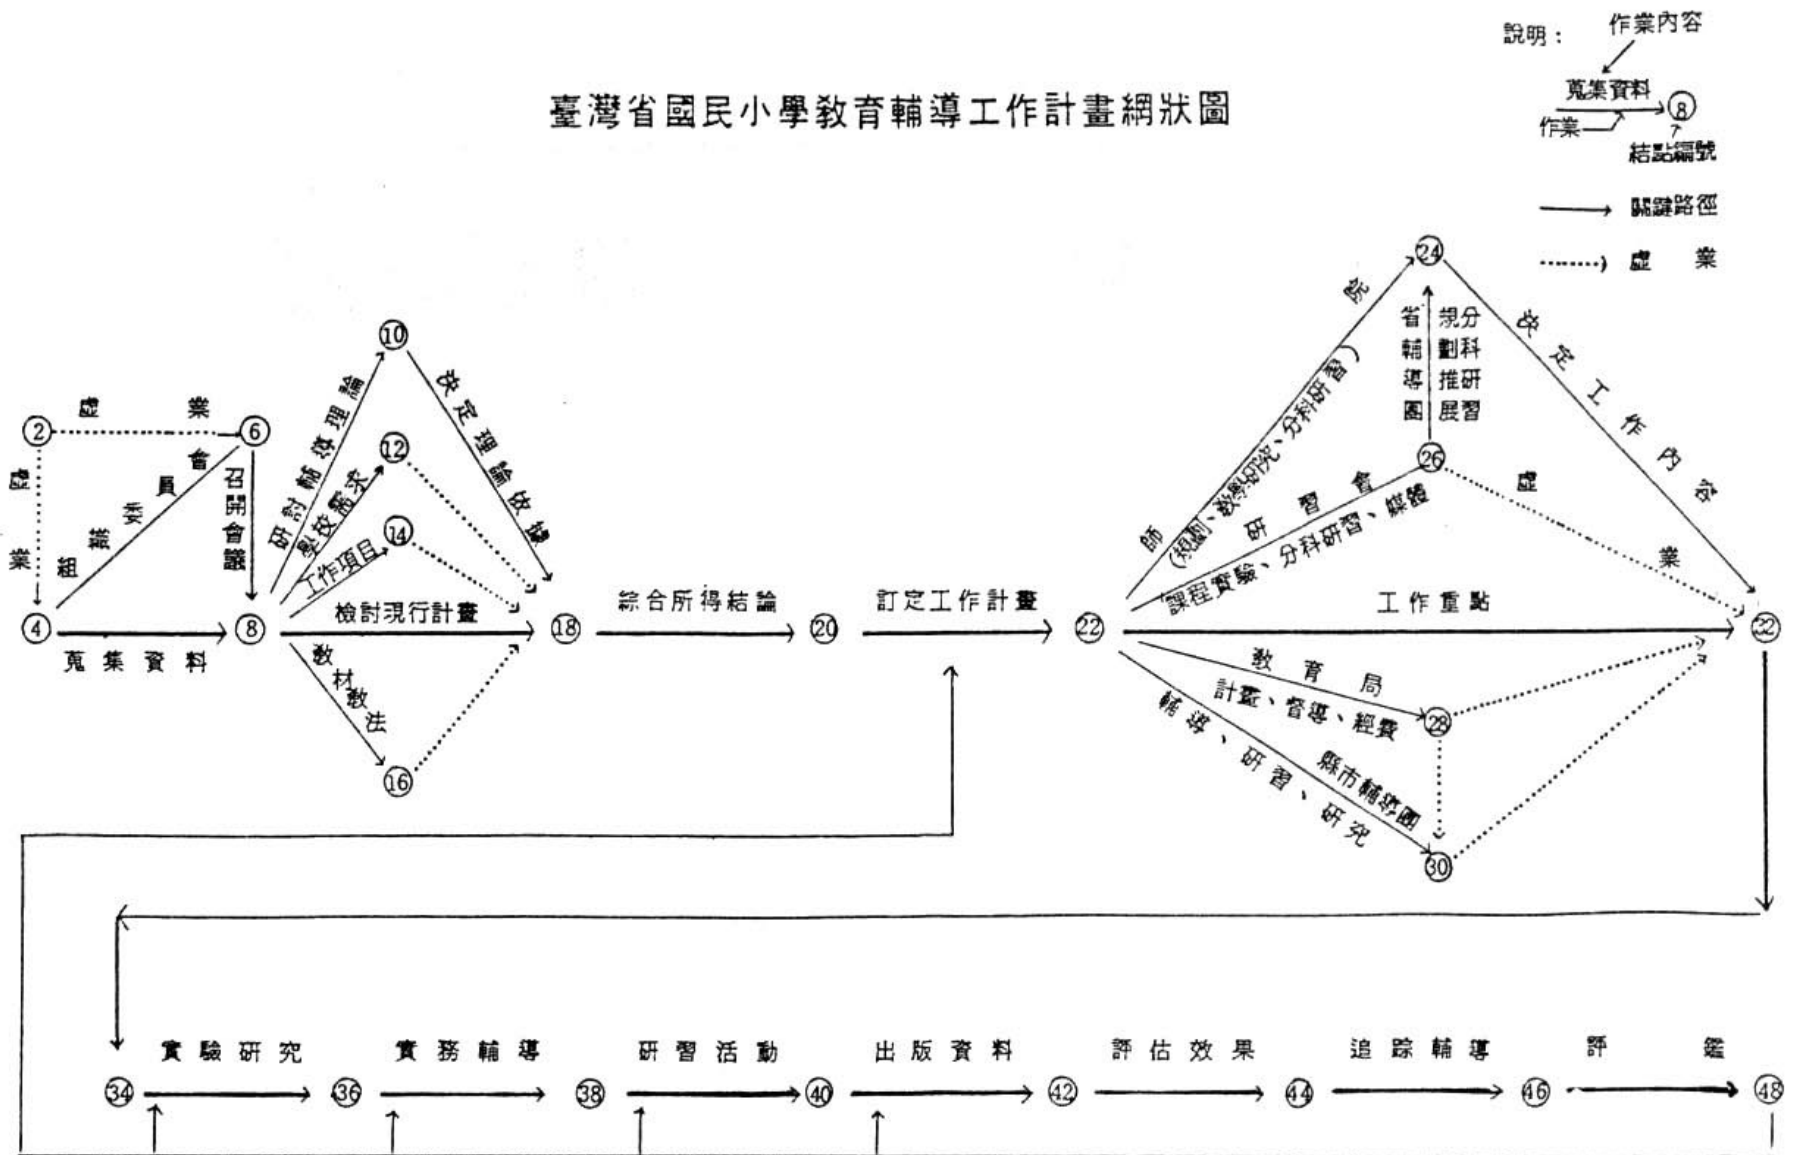 說明：
作業內容
蒐集資料
⑧
作業
結點編號
關鍵路徑
虛業
臺灣省國民小學教育輔導工作計畫網狀圖
②
虛業
⑥
虛業
組織委員會
召開會議
④
蒐集資料
⑧
研討輔導理論
⑩
決定理論依據
學校需求
⑫
工作項目
⑭
檢討現行計畫
教材教法
⑯
⑱
綜合所得結論
⑳
訂定工作計畫
㉒
師院
(規劃、教學研究、分科研習)
㉔
省輔導團
規劃推展
分科研習
決定工作內容
研習會
課程實驗、分科研習、媒體
㉖
虛業
工作重點
㉜
教育局
計畫、督導、經費
㉘
縣市輔導團
輔導、研習、研究
㉚
㉞
實驗研究
㊱
實務輔導
㊳
研習活動
㊵
出版資料
㊷
評估效果
㊹
追踪輔導
㊻
評鑑
㊽